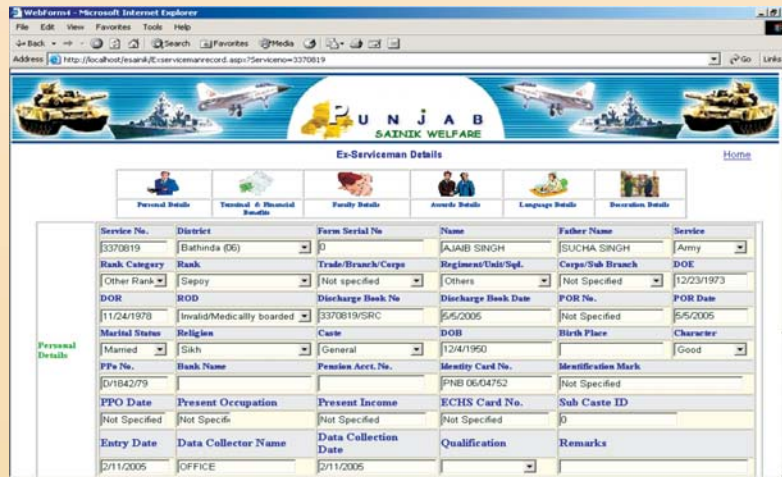 WebForm4 - Microsoft Internet Explorer
File Edit View Favorites Tools Help
Back Search Favorites Media
Address http://localhost/esainik/Exservicemanrecord.aspx?Serviceno=3370819 Go Links
PUNJAB
SAINIK WELFARE
Ex-Serviceman Details Home
Personal Details Terminal & Financial Benefits Family Details Awards Details Language Details Decoration Details
Service No. District Form Serial No Name Father Name Service
3370819 Bathinda (06) 0 AJAIB SINGH SUCHA SINGH Army
Rank Category Rank Trade/Branch/Corps Regiment/Unit/Sqd. Corps/Sub Branch DOE
Other Rank Sepoy Not specified Others Not Specified 12/23/1973
DOR ROD Discharge Book No Discharge Book Date POR No. POR Date
11/24/1978 Invalid/Medicallly boarded 3370819/SRC 5/5/2005 5/5/2005
Personal Details
Marital Status Religion Caste DOB Birth Place Character
Married Sikh General 12/4/1950 Good
PPo No. Bank Name Pension Acct. No. Identity Card No. Identification Mark
D/1842/79 PNB 06/04752 Not Specified
PPO Date Present Occupation Present Income ECHS Card No. Sub Caste ID
Not Specified Not Specifi Not Specified Not Specified 0
Entry Date Data Collector Name Data Collection Date Qualification Remarks
2/11/2005 OFFICE 2/11/2005